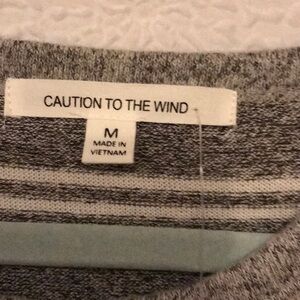 CAUTION TO THE WIND
M
MADE IN
VIETNAM